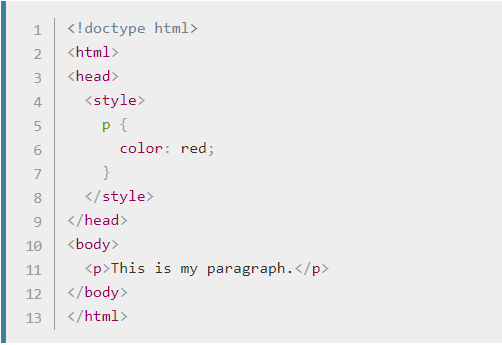 1 <!doctype html>
2 <html>
3 <head>
4   <style>
5     p {
6       color: red;
7     }
8   </style>
9 </head>
10 <body>
11   <p>This is my paragraph.</p>
12 </body>
13 </html>